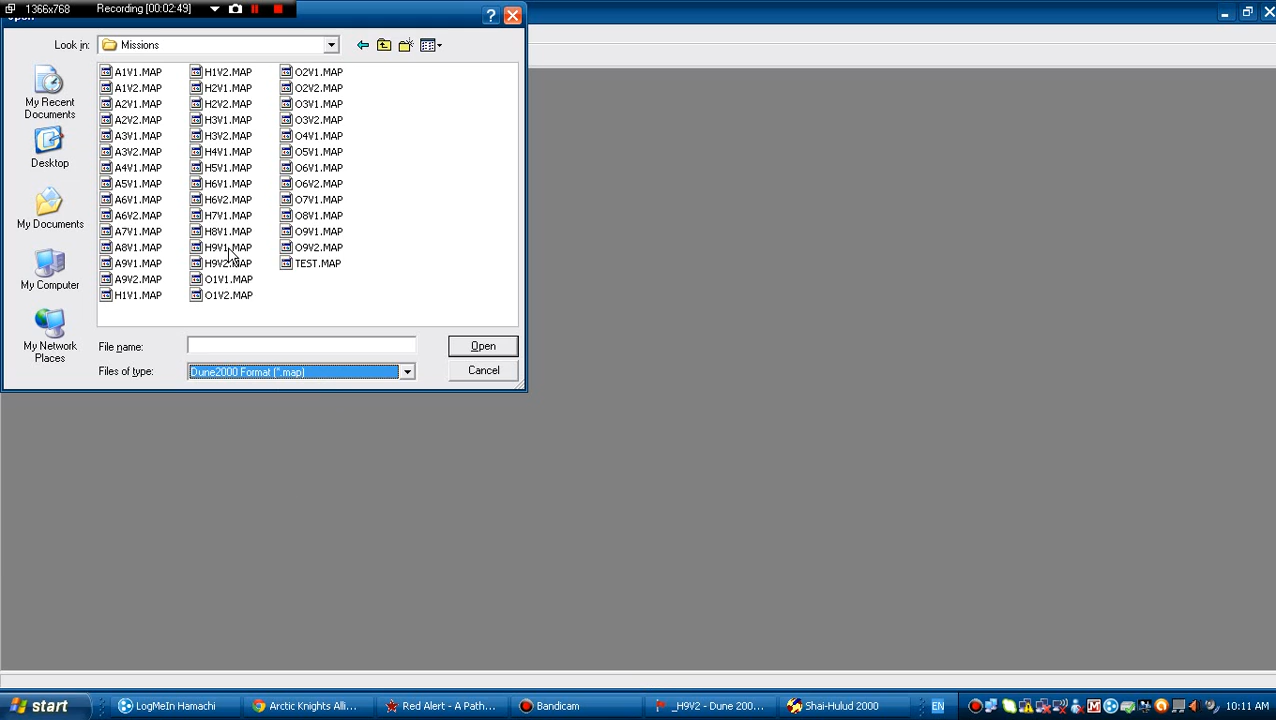 1366x768 Recording [00:02:49]
Look in: Missions
My Recent Documents
Desktop
My Documents
My Computer
My Network Places
A1V1.MAP
A1V2.MAP
A2V1.MAP
A2V2.MAP
A3V1.MAP
A3V2.MAP
A4V1.MAP
A5V1.MAP
A6V1.MAP
A6V2.MAP
A7V1.MAP
A8V1.MAP
A9V1.MAP
A9V2.MAP
H1V1.MAP
H1V2.MAP
H2V1.MAP
H2V2.MAP
H3V1.MAP
H3V2.MAP
H4V1.MAP
H5V1.MAP
H6V1.MAP
H6V2.MAP
H7V1.MAP
H8V1.MAP
H9V1.MAP
H9V2.MAP
O1V1.MAP
O1V2.MAP
O2V1.MAP
O2V2.MAP
O3V1.MAP
O3V2.MAP
O4V1.MAP
O5V1.MAP
O6V1.MAP
O6V2.MAP
O7V1.MAP
O8V1.MAP
O9V1.MAP
O9V2.MAP
TEST.MAP
File name: Open
Files of type: Dune2000 Format (*.map) Cancel
start LogMeIn Hamachi Arctic Knights Alli... Red Alert - A Path... Bandicam _H9V2 - Dune 200... Shai-Hulud 2000 EN 10:11 AM